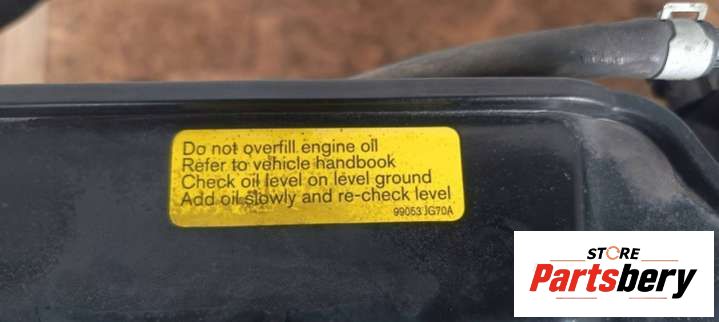 Do not overfill engine oil
Refer to vehicle handbook
Check oil level on level ground
Add oil slowly and re-check level
99053 JG70A
STORE
Partsbery